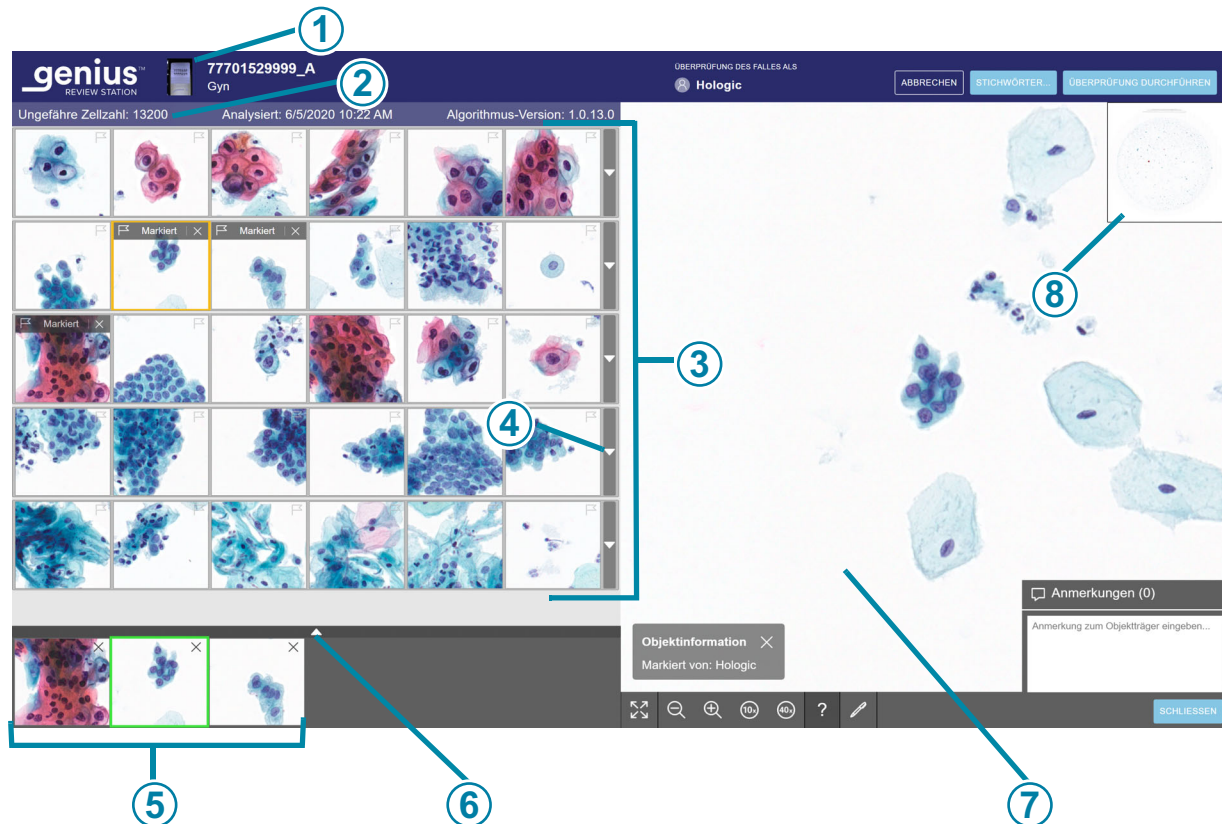 1
genius™
REVIEW STATION
77701529999_A
Gyn
2
ÜBERPRÜFUNG DES FALLES ALS
Hologic
ABBRECHEN
STICHWÖRTER...
ÜBERPRÜFUNG DURCHFÜHREN
Ungefähre Zellzahl: 13200
Analysiert: 6/5/2020 10:22 AM
Algorithmus-Version: 1.0.13.0
Markiert
Markiert
8
Markiert
3
4
Anmerkungen (0)
Anmerkung zum Objektträger eingeben...
Objektinformation
Markiert von: Hologic
10x
40x
?
SCHLIESSEN
5
6
7